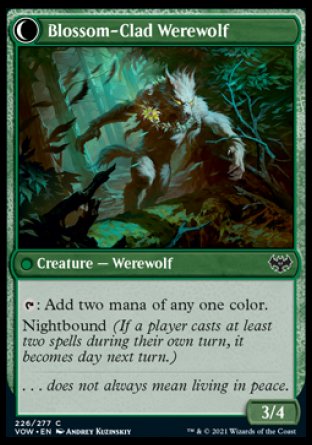 Blossom-Clad Werewolf
Creature — Werewolf
: Add two mana of any one color.
Nightbound (If a player casts at least
two spells during their own turn, it
becomes day next turn.)
. . . does not always mean living in peace.
3/4
226/277 C
VOW • EN Andrey Kuzinskiy
™ & © 2021 Wizards of the Coast